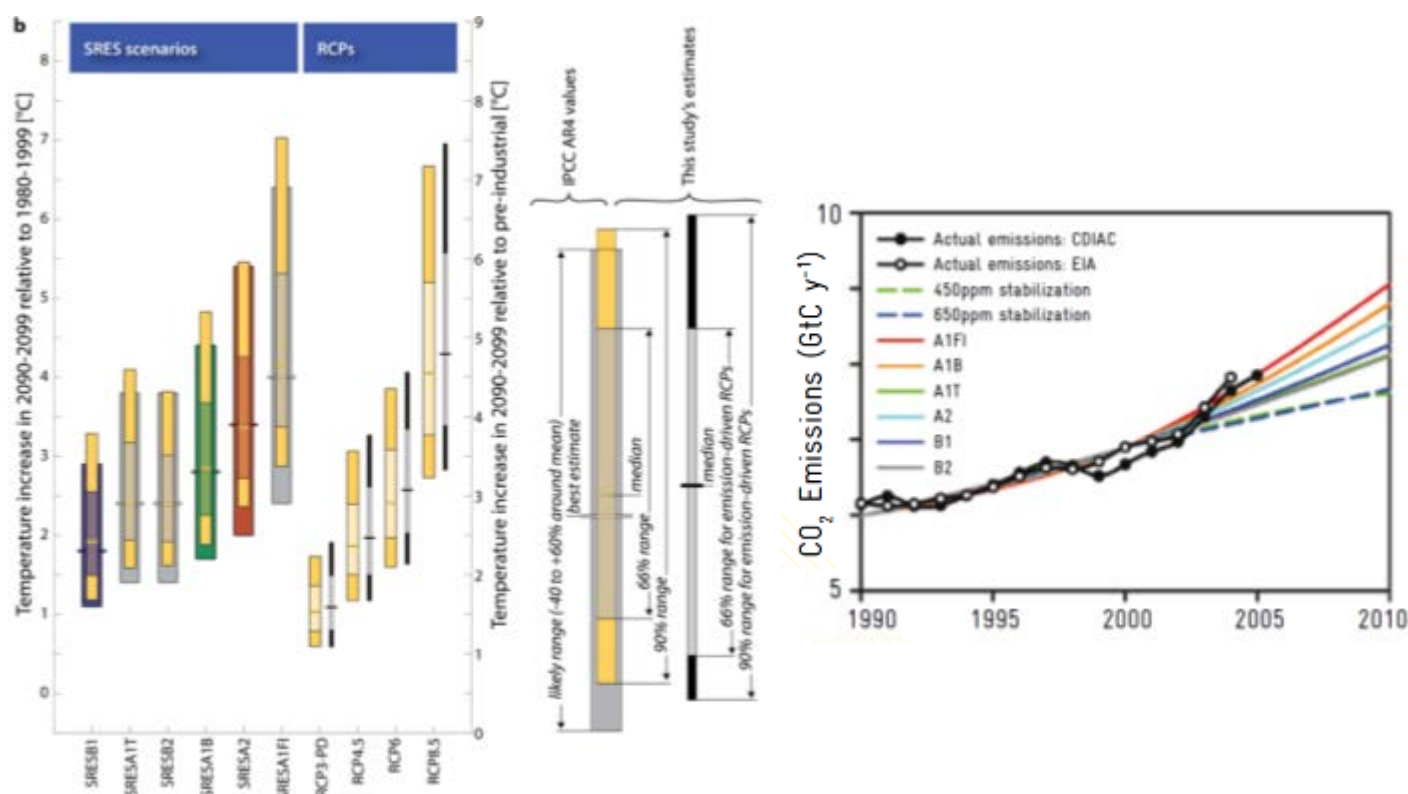 b
SRES scenarios
RCPs
Temperature increase in 2090-2099 relative to 1980-1999 [°C]
8
7
6
5
4
3
2
1
0
9
8
7
6
5
4
3
2
1
0
Temperature increase in 2090-2099 relative to pre-industrial [°C]
SRESB1
SRESA1T
SRESB2
SRESA1B
SRESA2
SRESA1FI
RCP3-PD
RCP4.5
RCP6
RCP8.5
IPCC AR4 values
This study's estimates
likely range (-40 to +60% around mean)
best estimate
median
66% range
90% range
median
66% range for emission-driven RCPs
90% range for emission-driven RCPs
CO2 Emissions (GtC y-1)
10
5
Actual emissions: CDIAC
Actual emissions: EIA
450ppm stabilization
650ppm stabilization
A1FI
A1B
A1T
A2
B1
B2
1990
1995
2000
2005
2010